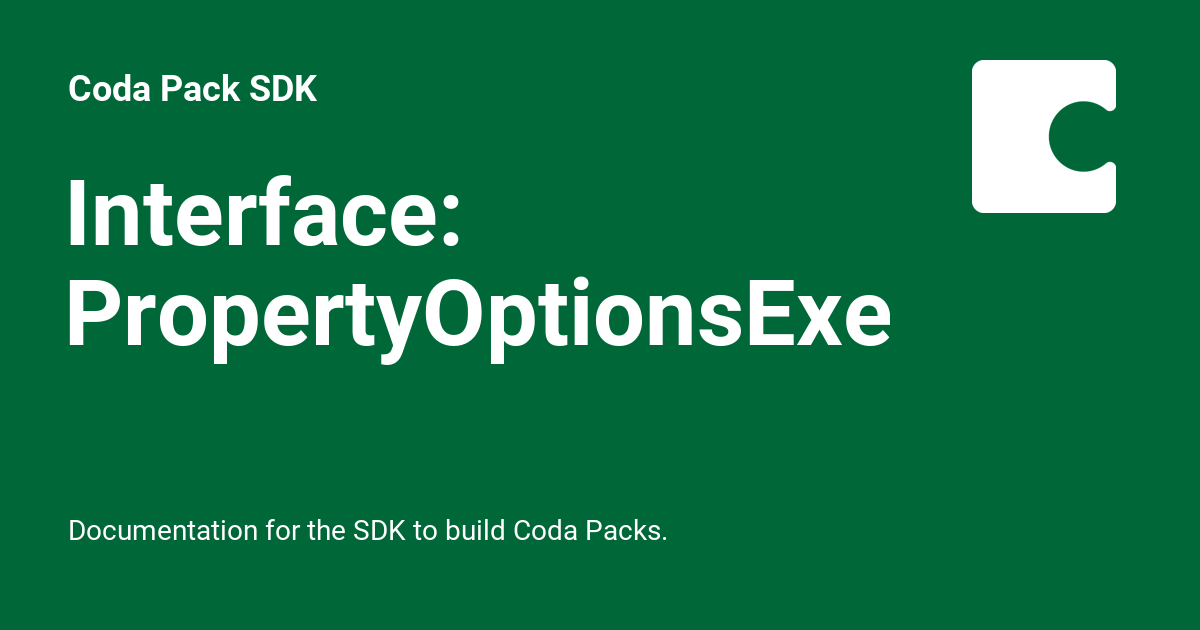 Coda Pack SDK
Interface:
PropertyOptionsExe
Documentation for the SDK to build Coda Packs.